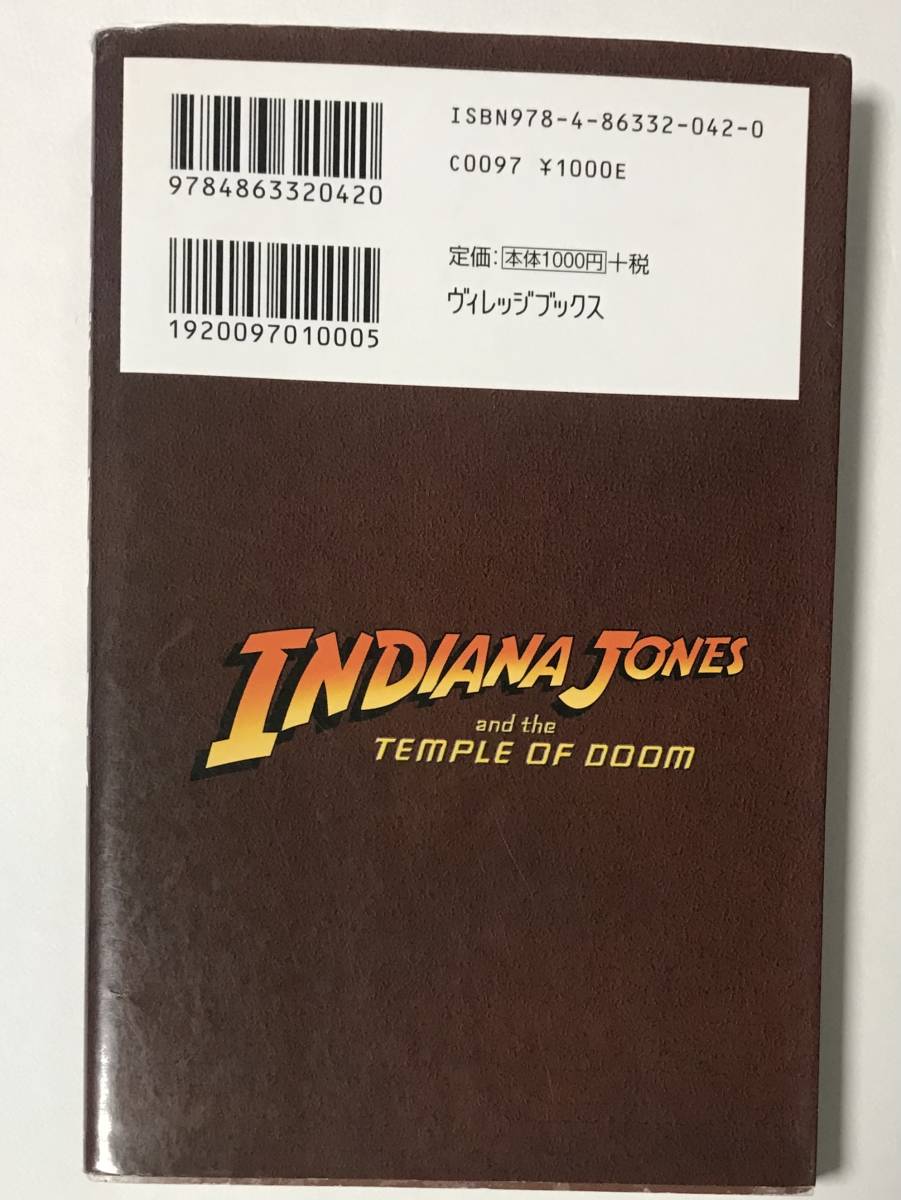 ISBN978-4-86332-042-0
C0097 ¥1000E
9784863320420
定価：本体1000円+税
ヴィレッジブックス
1920097010005
INDIANA JONES
and the
TEMPLE OF DOOM